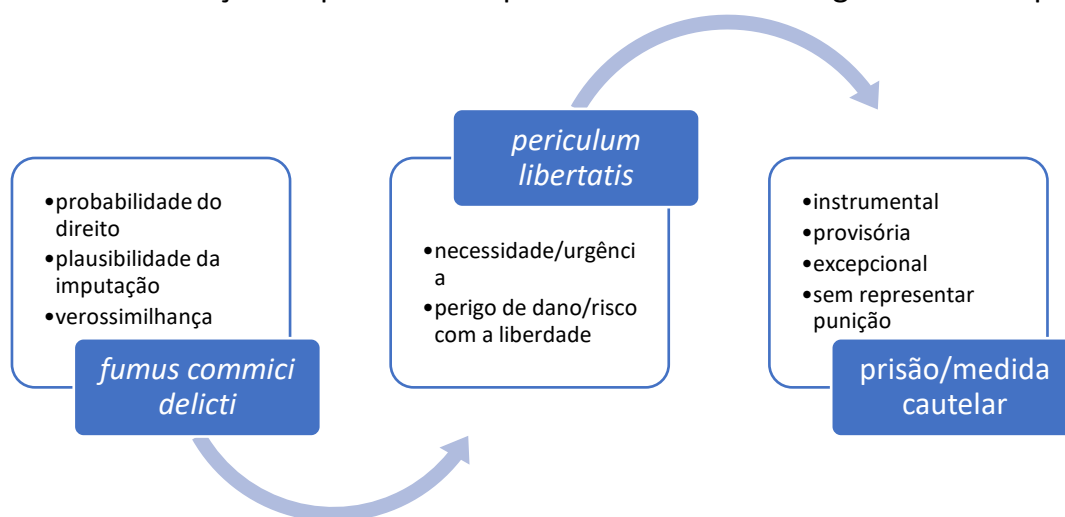 •probabilidade do
direito
•plausibilidade da
imputação
•verossimilhança
fumus commici
delicti
periculum
libertatis
•necessidade/urgênci
a
•perigo de dano/risco
com a liberdade
•instrumental
•provisória
•excepcional
•sem representar
punição
prisão/medida
cautelar